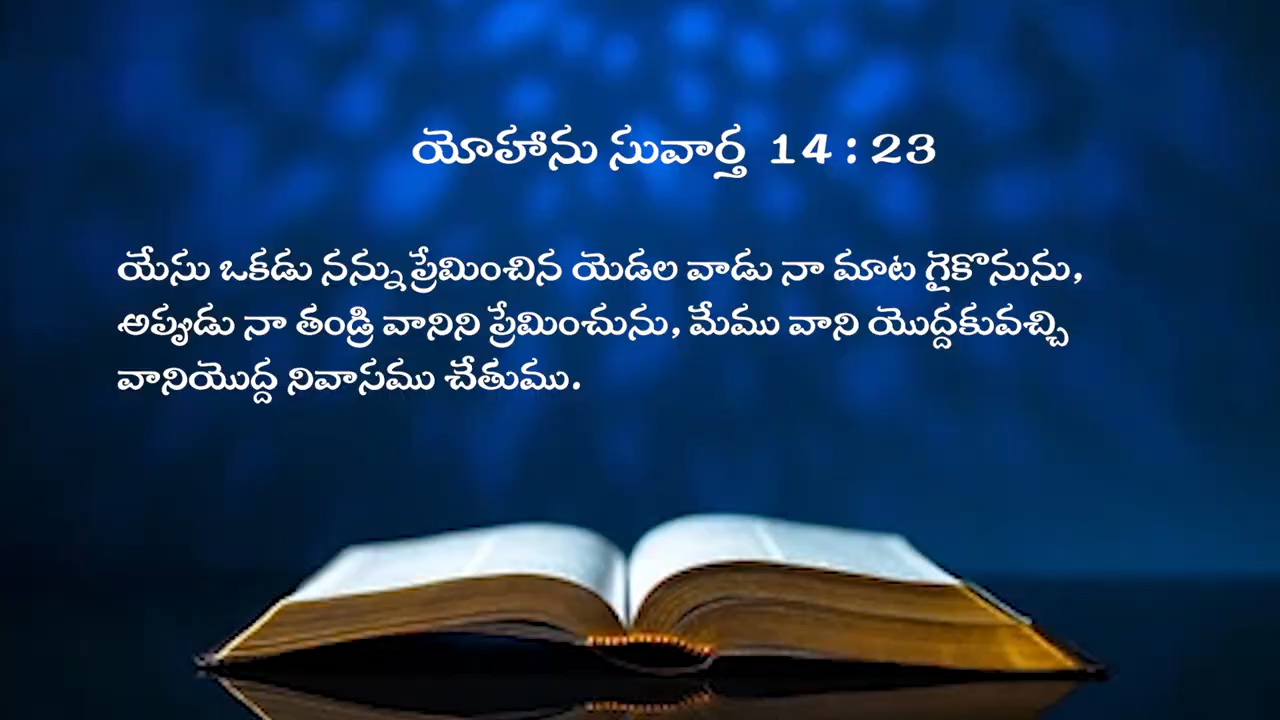 యోహాను సువార్త 14 : 23
యేసు ఒకడు నన్ను ప్రేమించిన యెడల వాడు నా మాట గైకొనును,
అప్పుడు నా తండ్రి వానిని ప్రేమించును, మేము వాని యొద్దకువచ్చి
వానియొద్ద నివాసము చేతుము.